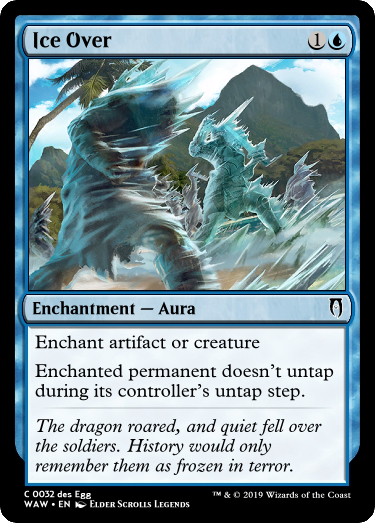 Ice Over 1
Enchantment — Aura
Enchant artifact or creature
Enchanted permanent doesn't untap
during its controller's untap step.
The dragon roared, and quiet fell over
the soldiers. History would only
remember them as frozen in terror.
C 0032 des Egg ™ & © 2019 Wizards of the Coast
WAW • EN Elder Scrolls Legends